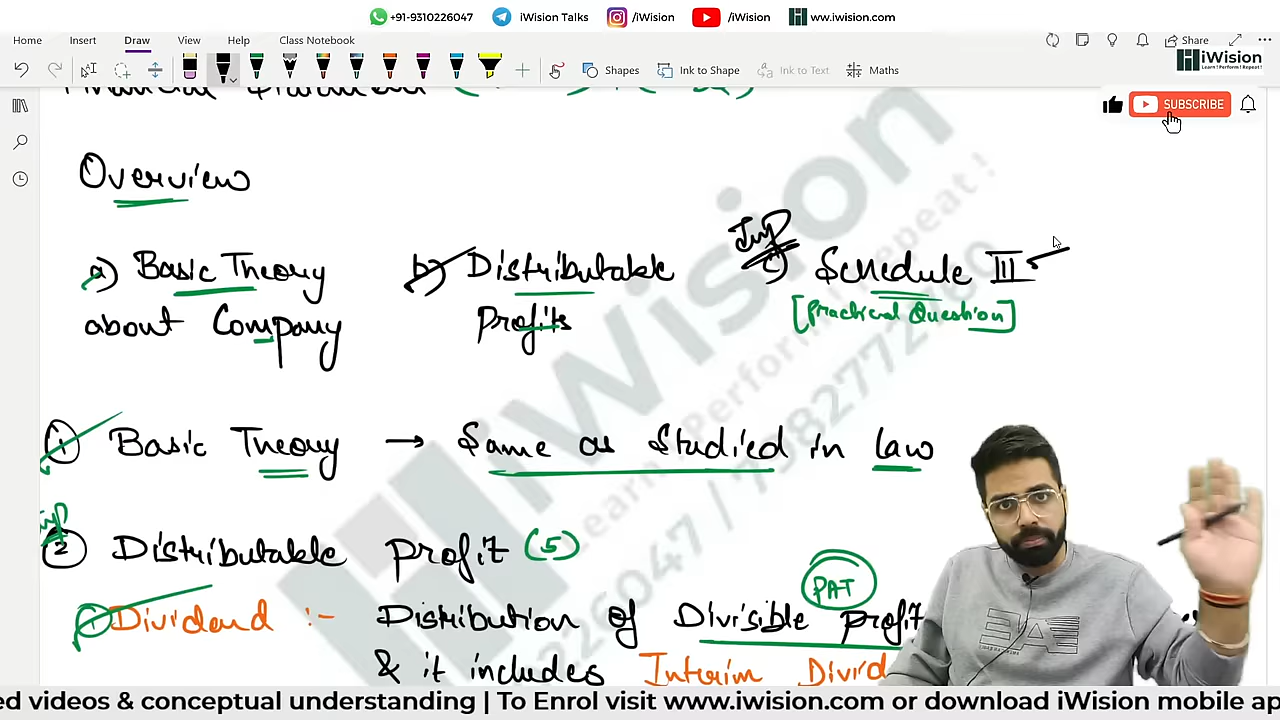 +91-9310226047 iWision Talks /iWision /iWision ww.iwision.com
Home Insert Draw View Help Class Notebook Share
Shapes Ink to Shape Ink to Text Maths
iWision
Learn ! Perform ! Repeat !
SUBSCRIBE
Overview
Imp
a) Basic Theory about Company
b) Distributable Profits
c) Schedule III
[Practical Question]
1 Basic Theory → Same as Studied in law
Imp
2 Distributable Profit (5)
PAT
Dividend :- Distribution of Divisible profit
& it includes Interim Divid
ed videos & conceptual understanding | To Enrol visit www.iwision.com or download iWision mobile ap